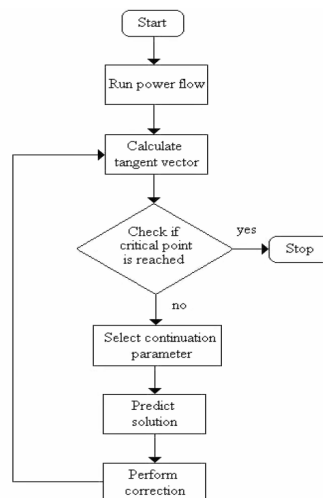 Start
Run power flow
Calculate
tangent vector
Check if
critical point
is reached
yes
Stop
no
Select continuation
parameter
Predict
solution
Perform
correction